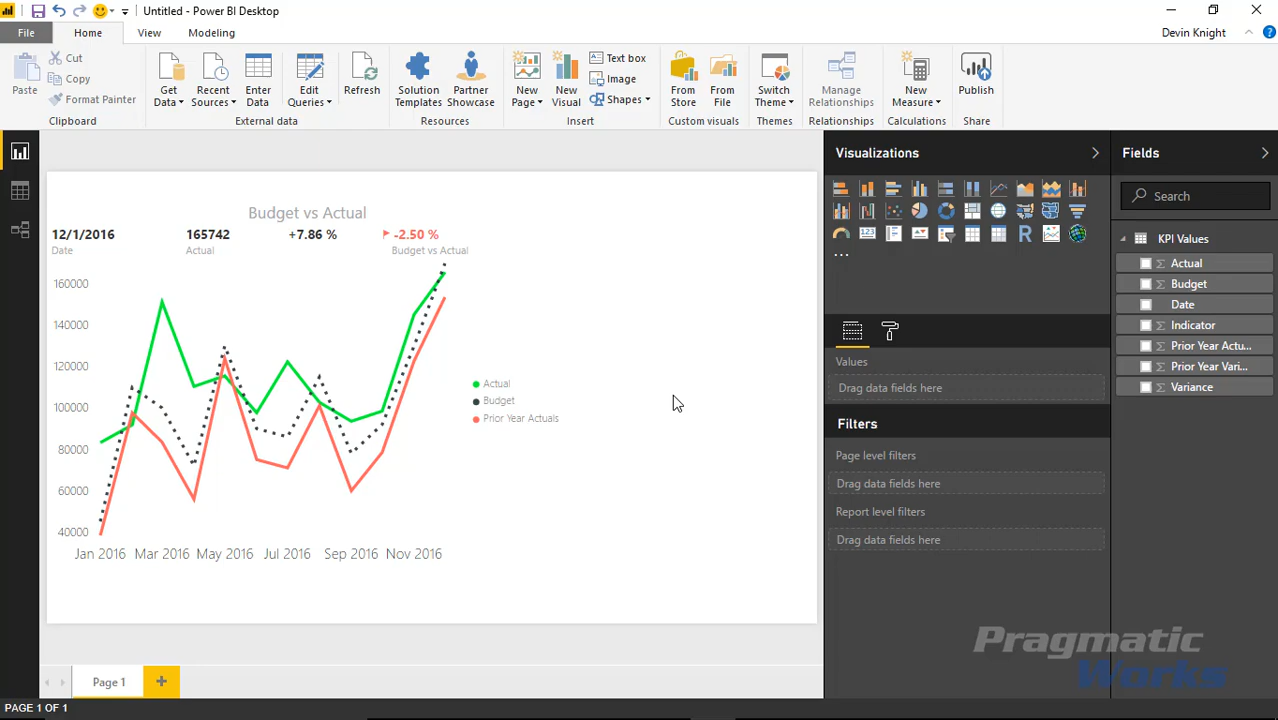 Untitled - Power BI Desktop
File Home View Modeling Devin Knight
Paste Cut Copy Format Painter
Get Data Recent Sources Enter Data Edit Queries Refresh
Solution Templates Partner Showcase
New Page New Visual Text box Image Shapes
From Store From File
Switch Theme
Manage Relationships
New Measure
Publish
Clipboard External data Resources Insert Custom visuals Themes Relationships Calculations Share
Budget vs Actual
12/1/2016 165742 +7.86 % -2.50 %
Date Actual Budget vs Actual
160000
140000
120000
100000
80000
60000
40000
Jan 2016 Mar 2016 May 2016 Jul 2016 Sep 2016 Nov 2016
Actual
Budget
Prior Year Actuals
Visualizations
123
R
...
Values
Drag data fields here
Filters
Page level filters
Drag data fields here
Report level filters
Drag data fields here
Fields
Search
KPI Values
Σ Actual
Σ Budget
Date
Σ Indicator
Σ Prior Year Actu...
Σ Prior Year Vari...
Σ Variance
Pragmatic
Works
Page 1 +
PAGE 1 OF 1